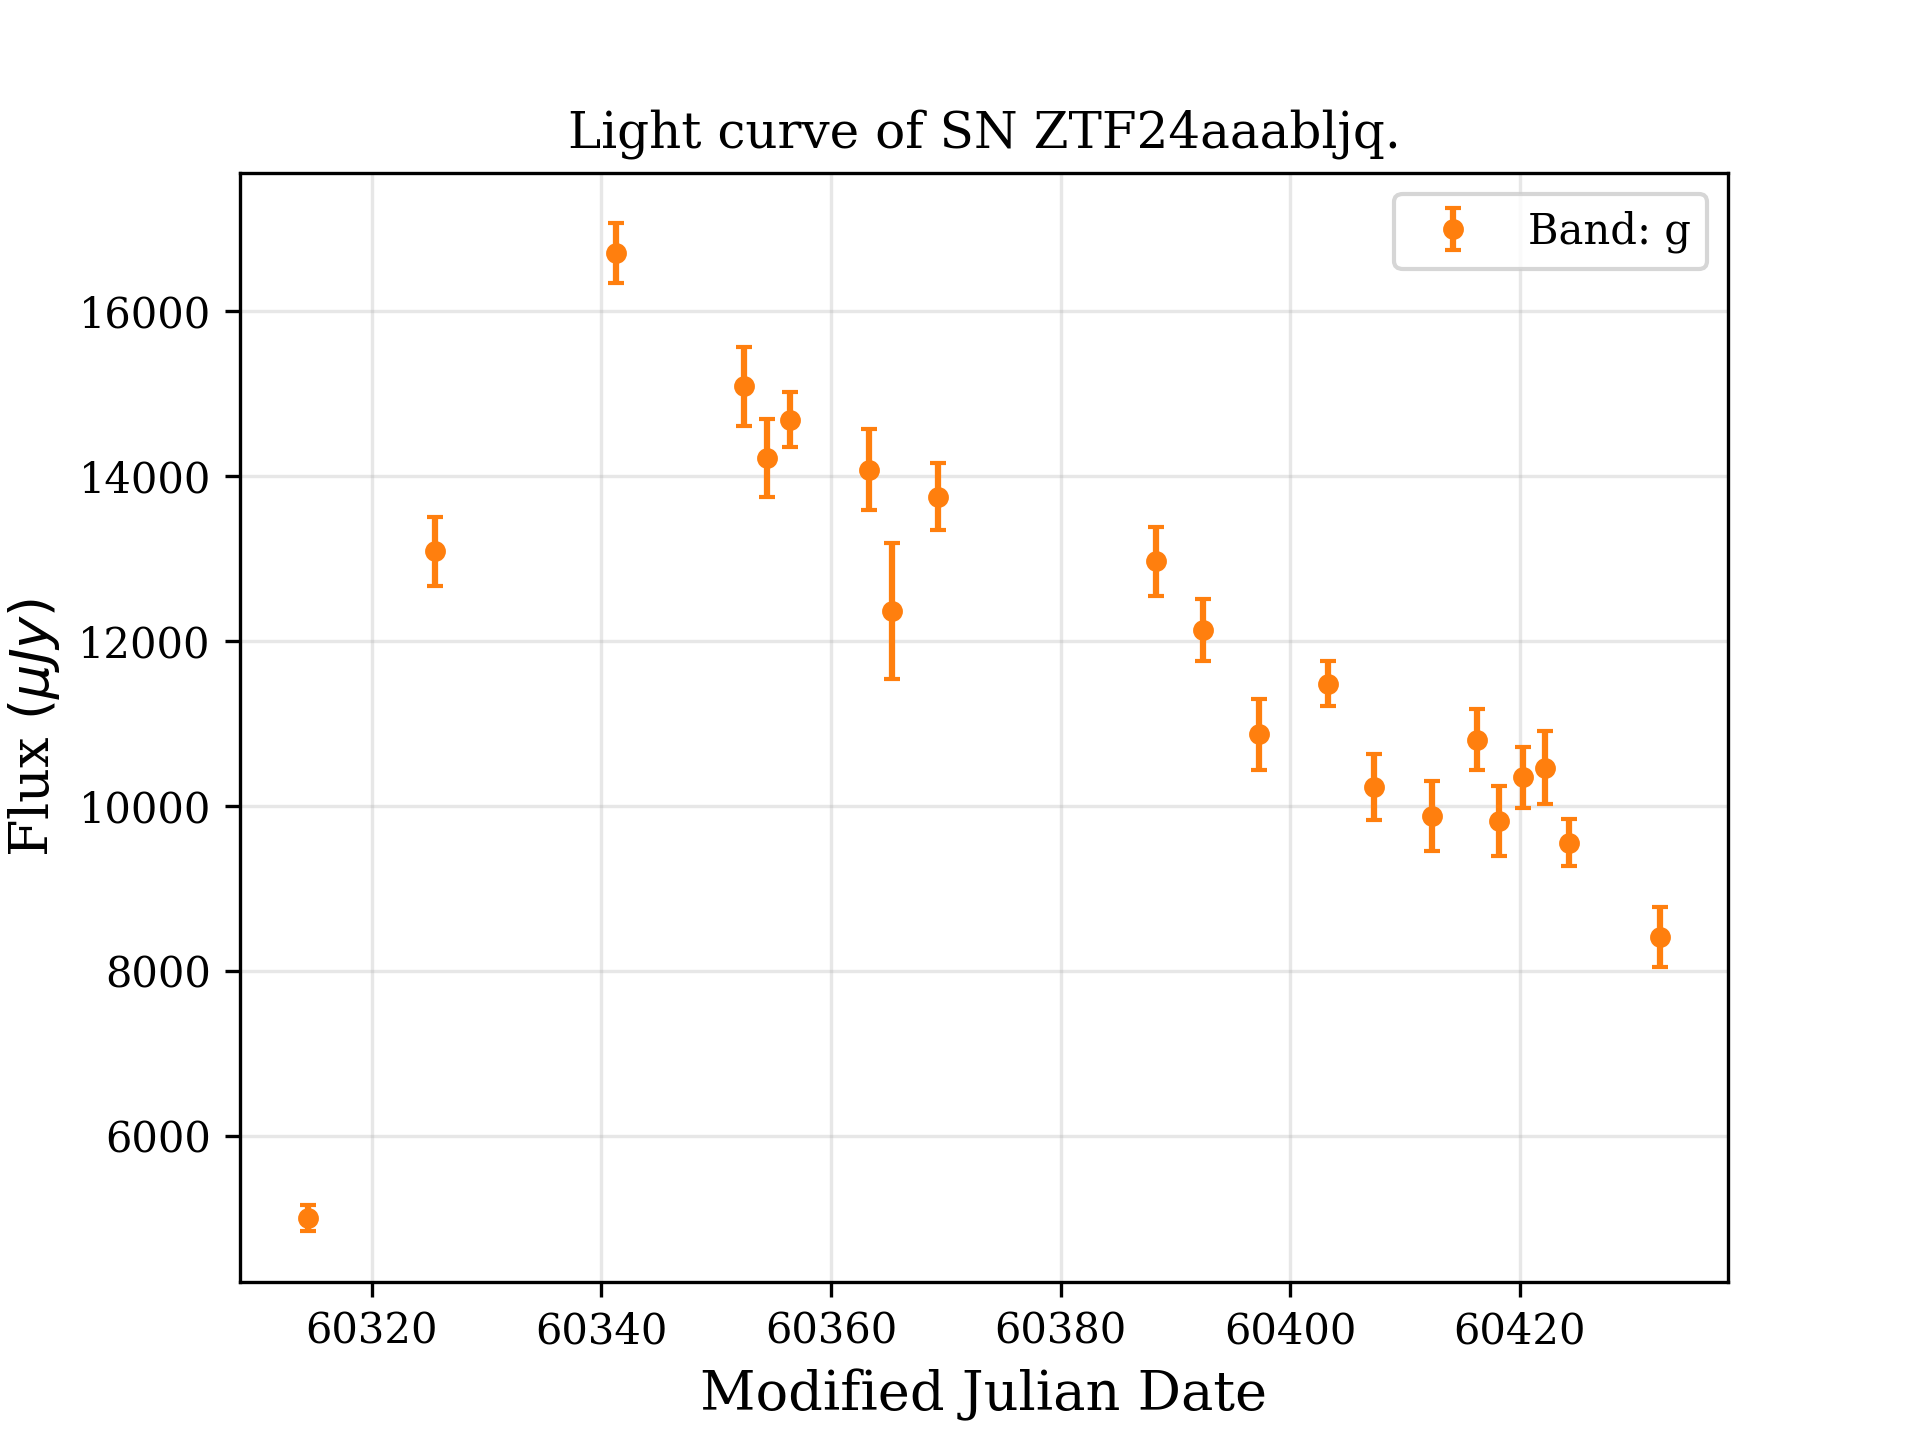 Light curve of SN ZTF24aaabljq.
Band: g
Flux (μJy)
16000
14000
12000
10000
8000
6000
60320 60340 60360 60380 60400 60420
Modified Julian Date